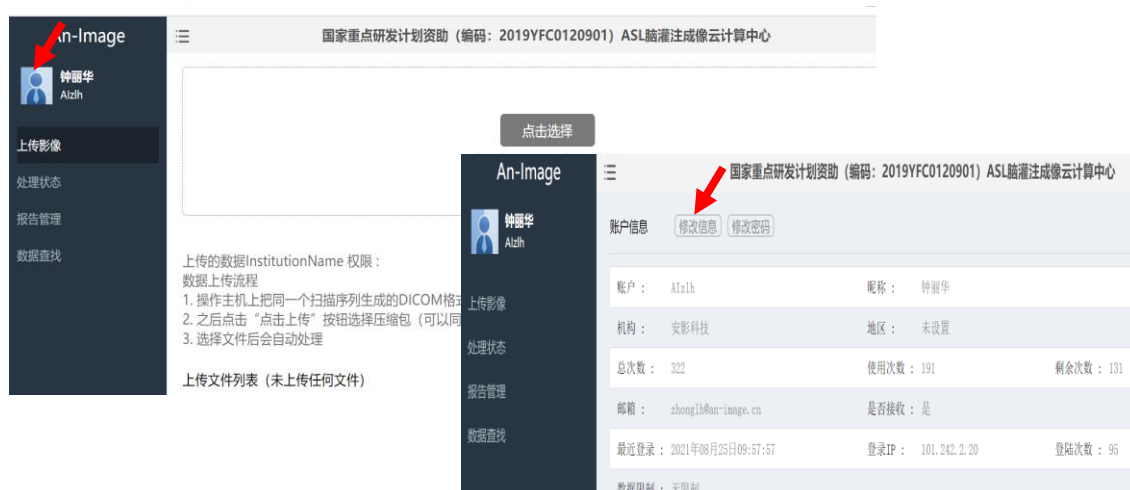 An-Image
国家重点研发计划资助（编码：2019YFC0120901）ASL脑灌注成像云计算中心
钟丽华
AIzlh
上传影像
处理状态
报告管理
数据查找
点击选择
上传的数据InstitutionName 权限：
数据上传流程
1. 操作主机上把同一个扫描序列生成的DICOM格式
2. 之后点击“点击上传”按钮选择压缩包（可以同
3. 选择文件后会自动处理
上传文件列表（未上传任何文件）
An-Image
国家重点研发计划资助（编码：2019YFC0120901）ASL脑灌注成像云计算中心
钟丽华
AIzlh
上传影像
处理状态
报告管理
数据查找
账户信息 修改信息 修改密码
账户： AIzlh 昵称： 钟丽华
机构： 安影科技 地区： 未设置
总次数： 322 使用次数： 191 剩余次数： 131
邮箱： zhonglh@an-image.cn 是否接收： 是
最近登录： 2021年08月25日09:57:57 登录IP： 101.242.2.20 登陆次数： 95
数据限制： 无限制